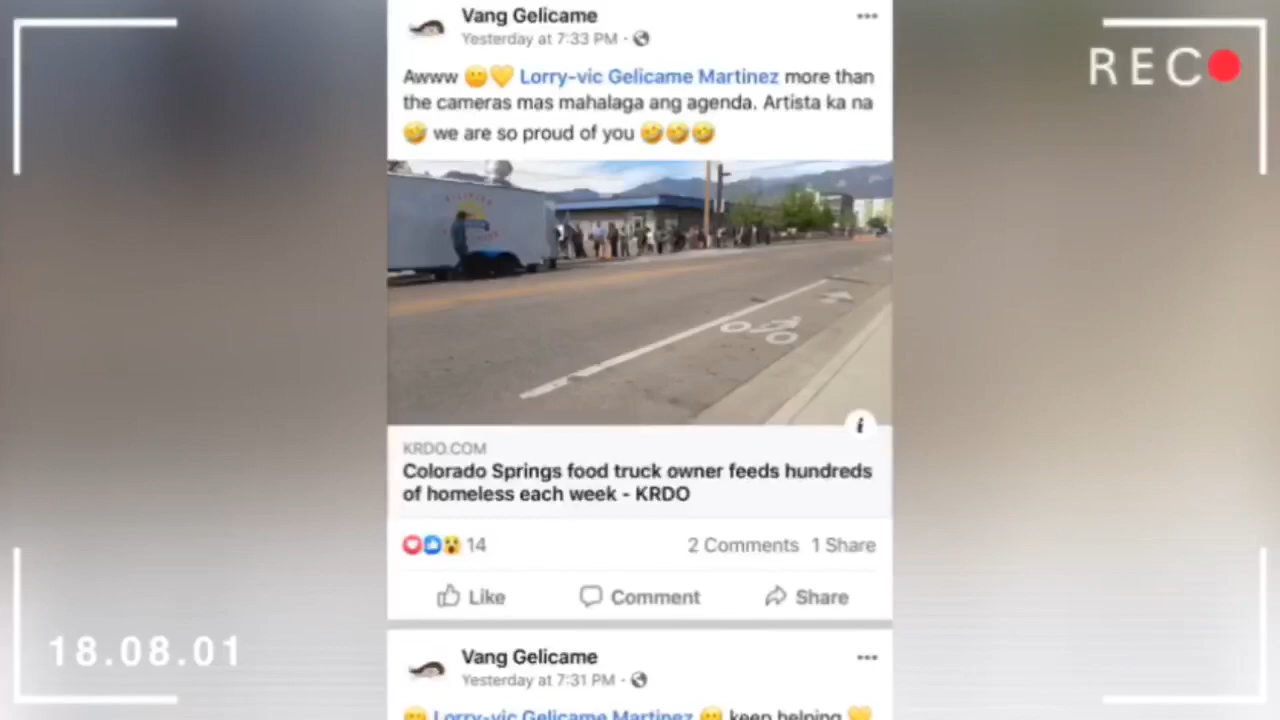 Vang Gelicame
Yesterday at 7:33 PM ·
REC
Awww 😶💛 Lorry-vic Gelicame Martinez more than
the cameras mas mahalaga ang agenda. Artista ka na
🤣 we are so proud of you 🤣🤣🤣
KRDO.COM
Colorado Springs food truck owner feeds hundreds
of homeless each week - KRDO
14 2 Comments 1 Share
Like Comment Share
Vang Gelicame
Yesterday at 7:31 PM ·
18.08.01
Lorry-vic Gelicame Martinez keep helping